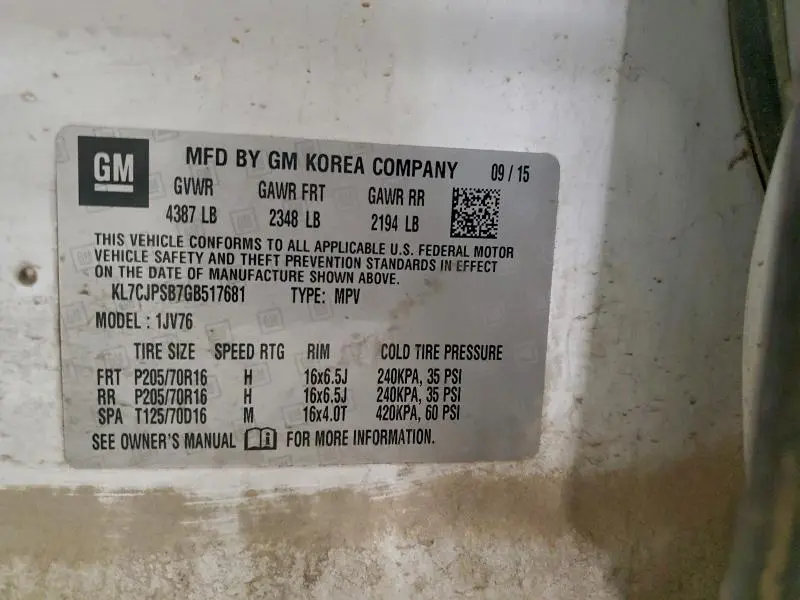 GM
MFD BY GM KOREA COMPANY 09 / 15
GVWR GAWR FRT GAWR RR
4387 LB 2348 LB 2194 LB
THIS VEHICLE CONFORMS TO ALL APPLICABLE U.S. FEDERAL MOTOR
VEHICLE SAFETY AND THEFT PREVENTION STANDARDS IN EFFECT
ON THE DATE OF MANUFACTURE SHOWN ABOVE.
KL7CJPSB7GB517681 TYPE: MPV
MODEL : 1JV76
TIRE SIZE SPEED RTG RIM COLD TIRE PRESSURE
FRT P205/70R16 H 16x6.5J 240KPA, 35 PSI
RR P205/70R16 H 16x6.5J 240KPA, 35 PSI
SPA T125/70D16 M 16x4.0T 420KPA, 60 PSI
SEE OWNER'S MANUAL FOR MORE INFORMATION.